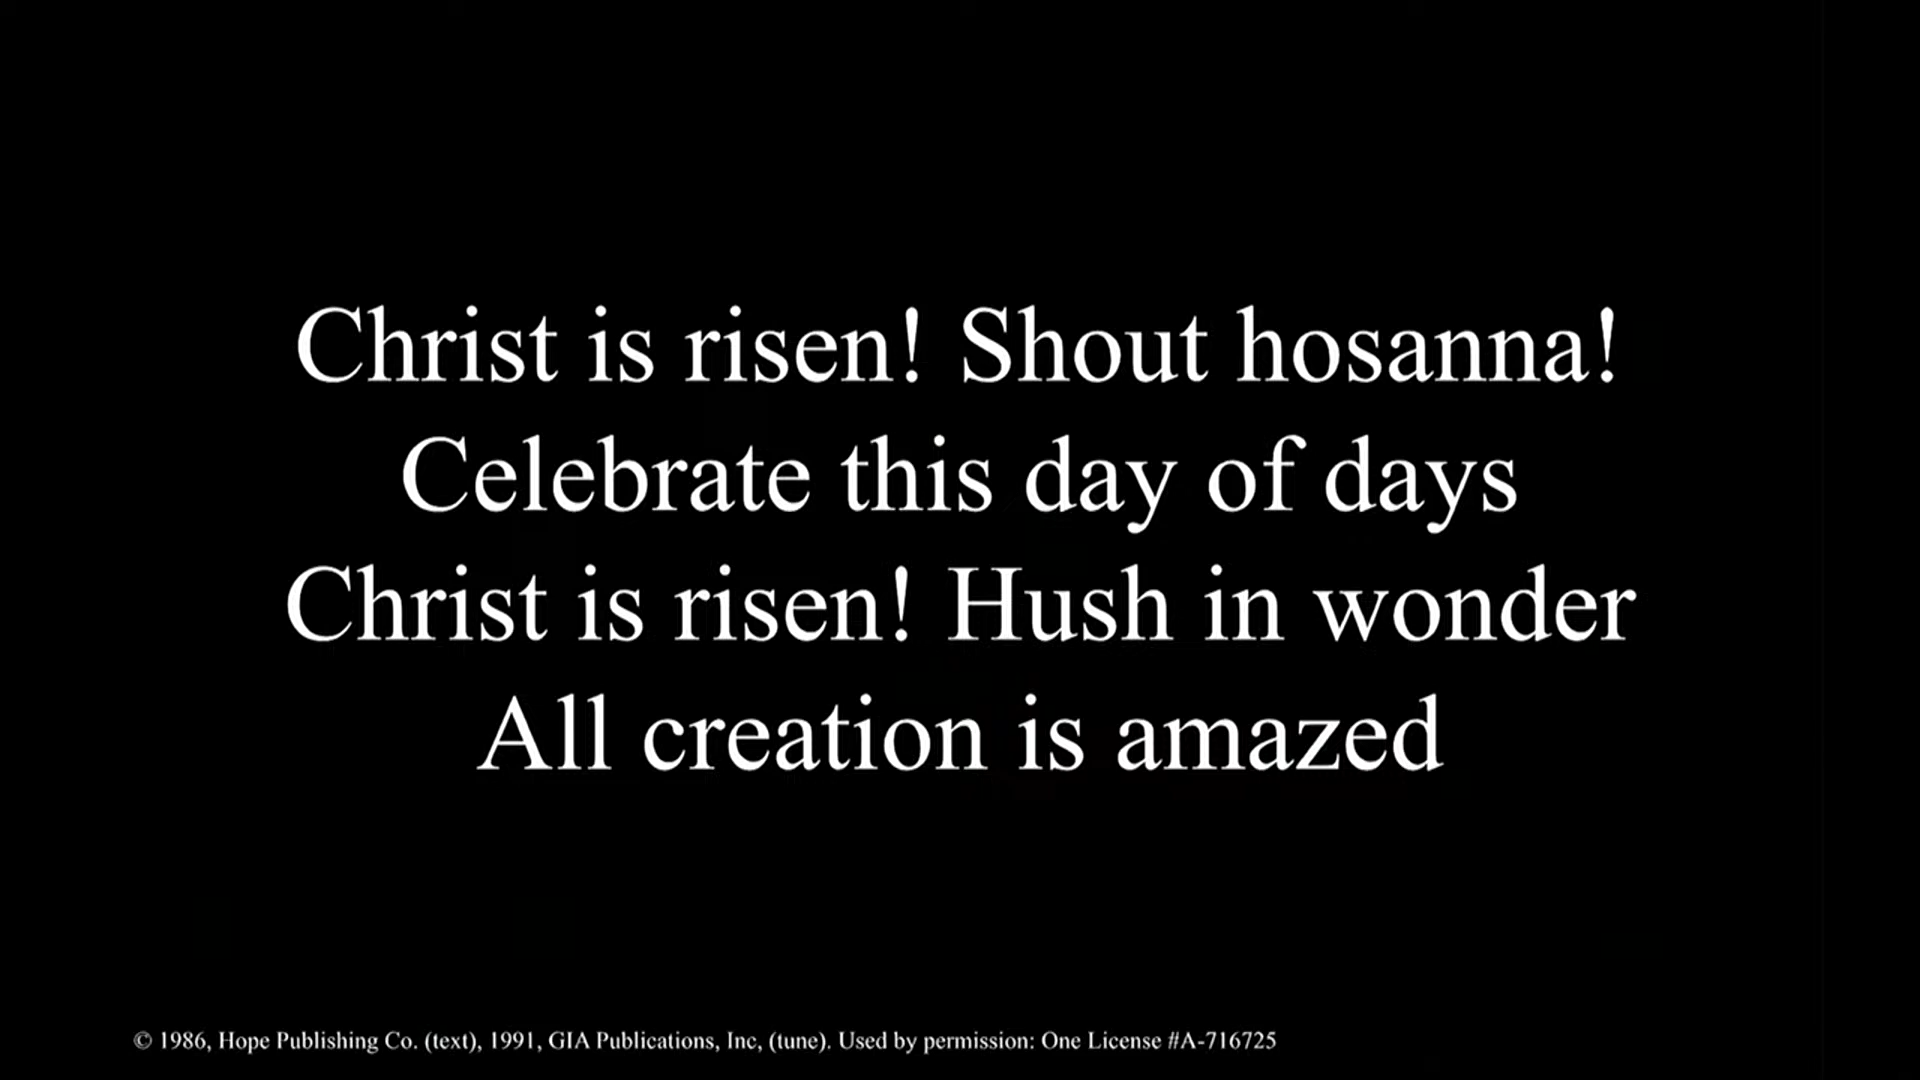 Christ is risen! Shout hosanna!
Celebrate this day of days
Christ is risen! Hush in wonder
All creation is amazed
© 1986, Hope Publishing Co. (text), 1991, GIA Publications, Inc, (tune). Used by permission: One License #A-716725